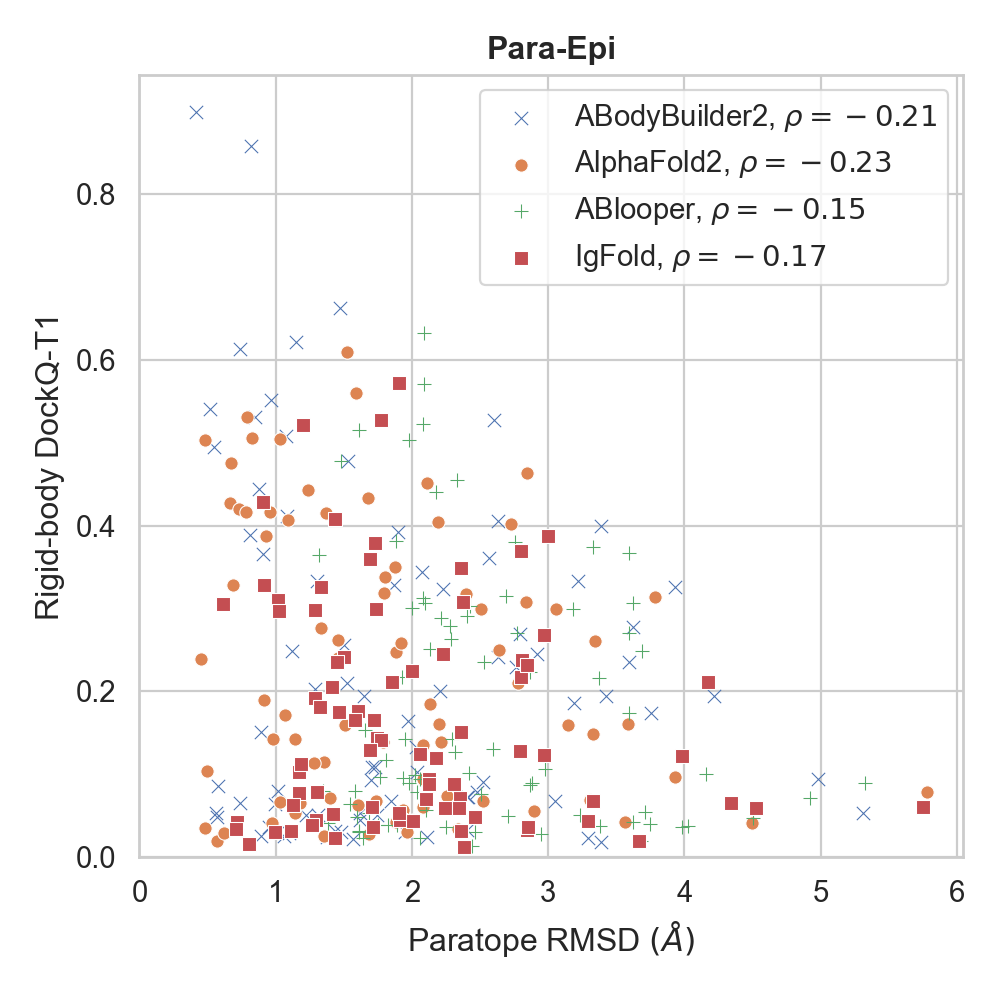 Para-Epi
ABodyBuilder2, ρ = −0.21
AlphaFold2, ρ = −0.23
ABlooper, ρ = −0.15
IgFold, ρ = −0.17
Rigid-body DockQ-T1
0.8
0.6
0.4
0.2
0.0
0 1 2 3 4 5 6
Paratope RMSD (Å)